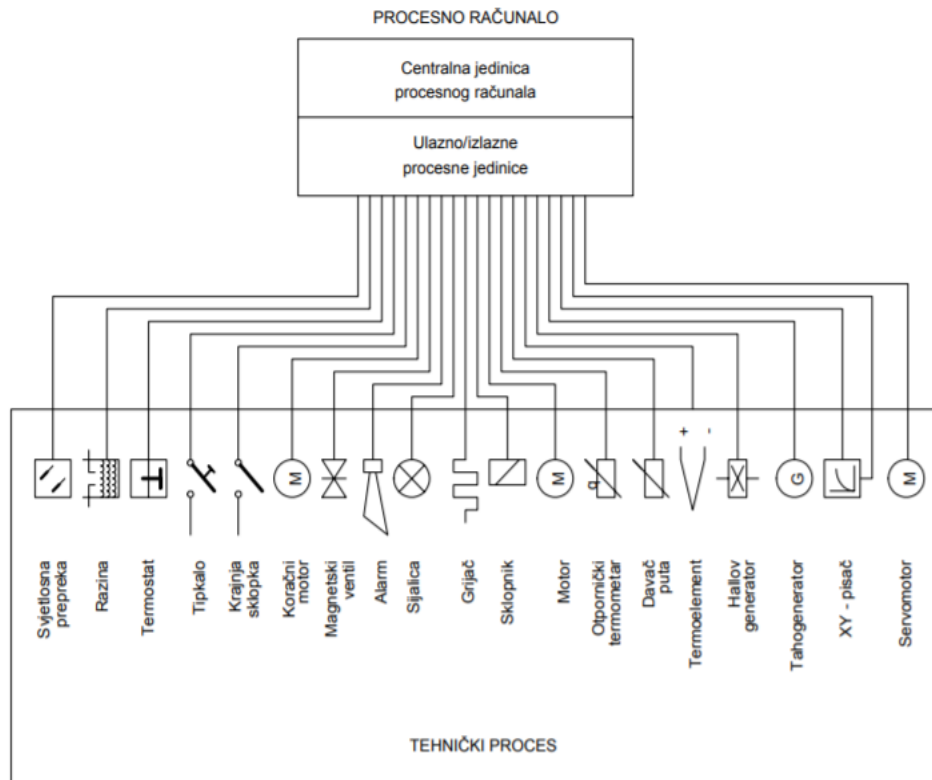 PROCESNO RAČUNALO
Centralna jedinica
procesnog računala
Ulazno/izlazne
procesne jedinice
+
-
M
M
q
G
M
Svjetlosna
prepreka
Razina
Termostat
Tipkalo
Krajnja
sklopka
Koračni
motor
Magnetski
ventil
Alarm
Sijalica
Grijač
Sklopnik
Motor
Otpornički
termometar
Davač
puta
Termoelement
Hallov
generator
Tahogenerator
XY - pisač
Servomotor
TEHNIČKI PROCES